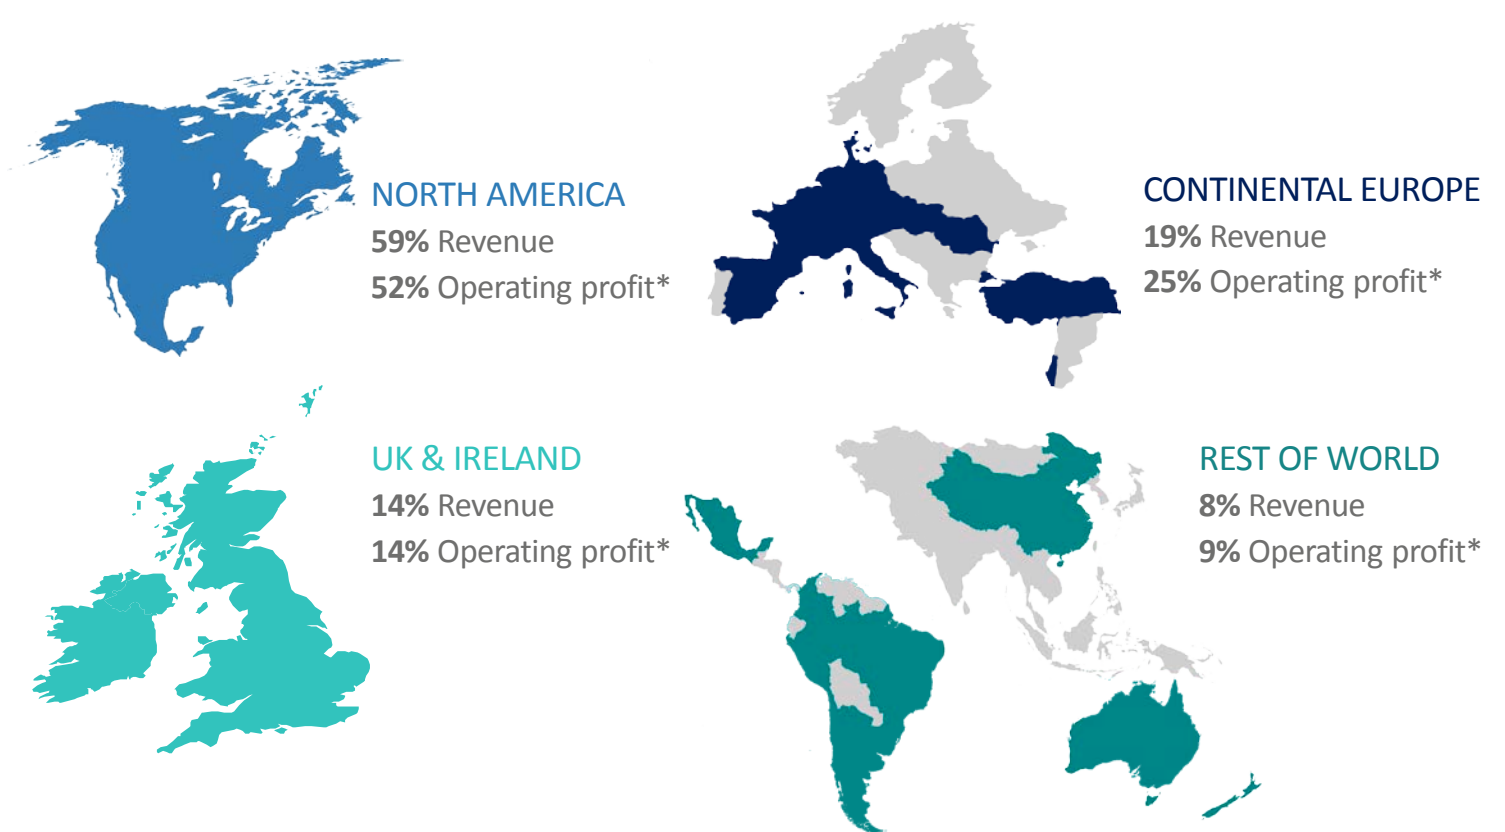 NORTH AMERICA
59% Revenue
52% Operating profit*
CONTINENTAL EUROPE
19% Revenue
25% Operating profit*
UK & IRELAND
14% Revenue
14% Operating profit*
REST OF WORLD
8% Revenue
9% Operating profit*